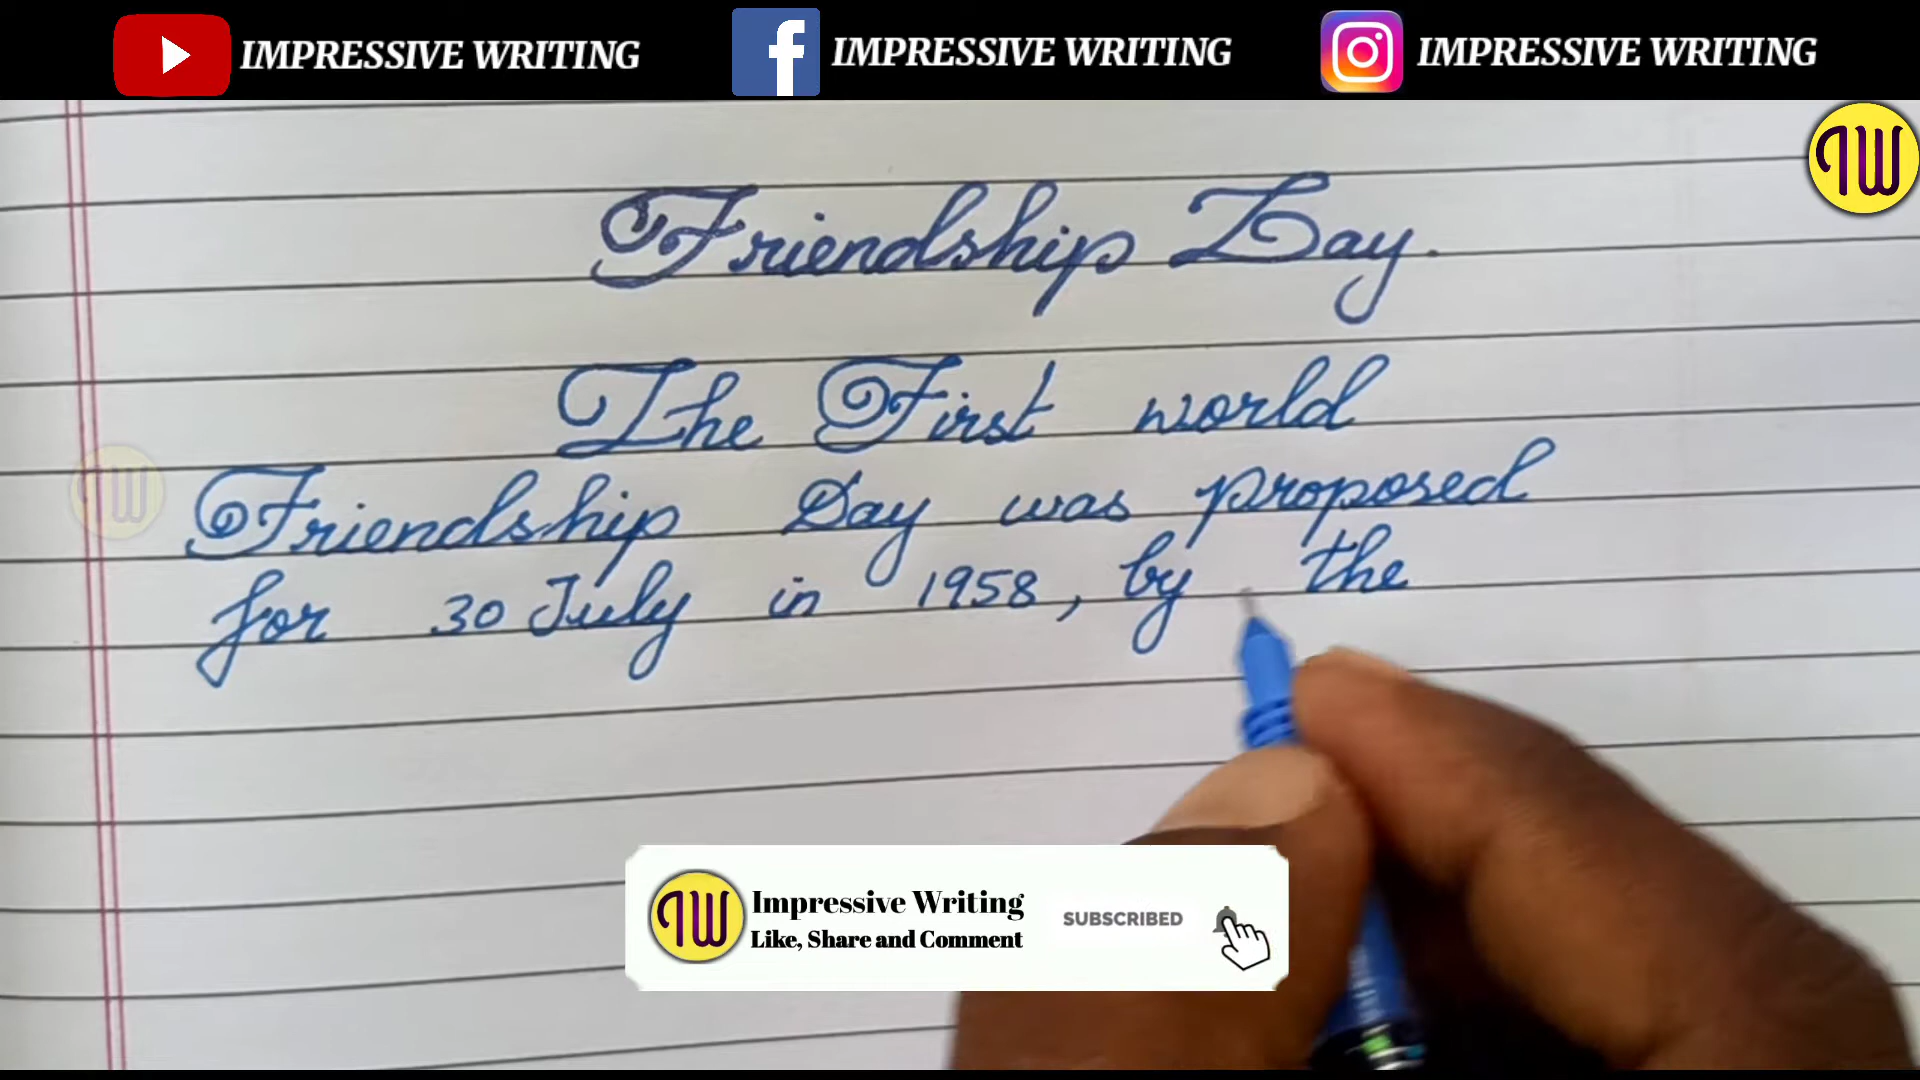 IMPRESSIVE WRITING IMPRESSIVE WRITING IMPRESSIVE WRITING
IW
Friendship Day.
The First world
Friendship Day was proposed
for 30 July in 1958, by the
IW
IW
Impressive Writing
Like, Share and Comment
SUBSCRIBED